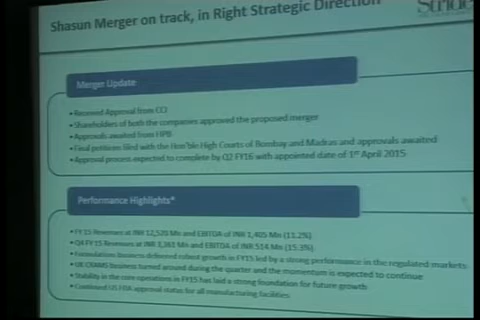 Shasun Merger on track, in Right Strategic Direction
Stride
Merger Update
• Received Approval from CCI
• Shareholders of both the companies approved the proposed merger
• Approvals awaited from FIPB
• Final petitions filed with the Hon'ble High Courts of Bombay and Madras and approvals awaited
• Approval process expected to complete by Q2 FY16 with appointed date of 1st April 2015
Performance Highlights*
• FY 15 Revenues at INR 12,529 Mn and EBITDA of INR 1,405 Mn (11.2%)
• Q4 FY15 Revenues at INR 3,361 Mn and EBITDA of INR 514 Mn (15.3%)
• Formulation business delivered robust growth in FY15 led by a strong performance in the regulated markets
• UK CRAMS Business turned around during the quarter and the momentum is expected to continue
• Stability in the core operations in FY15 has laid a strong foundation for future growth
• Continued US FDA approval status for all manufacturing facilities